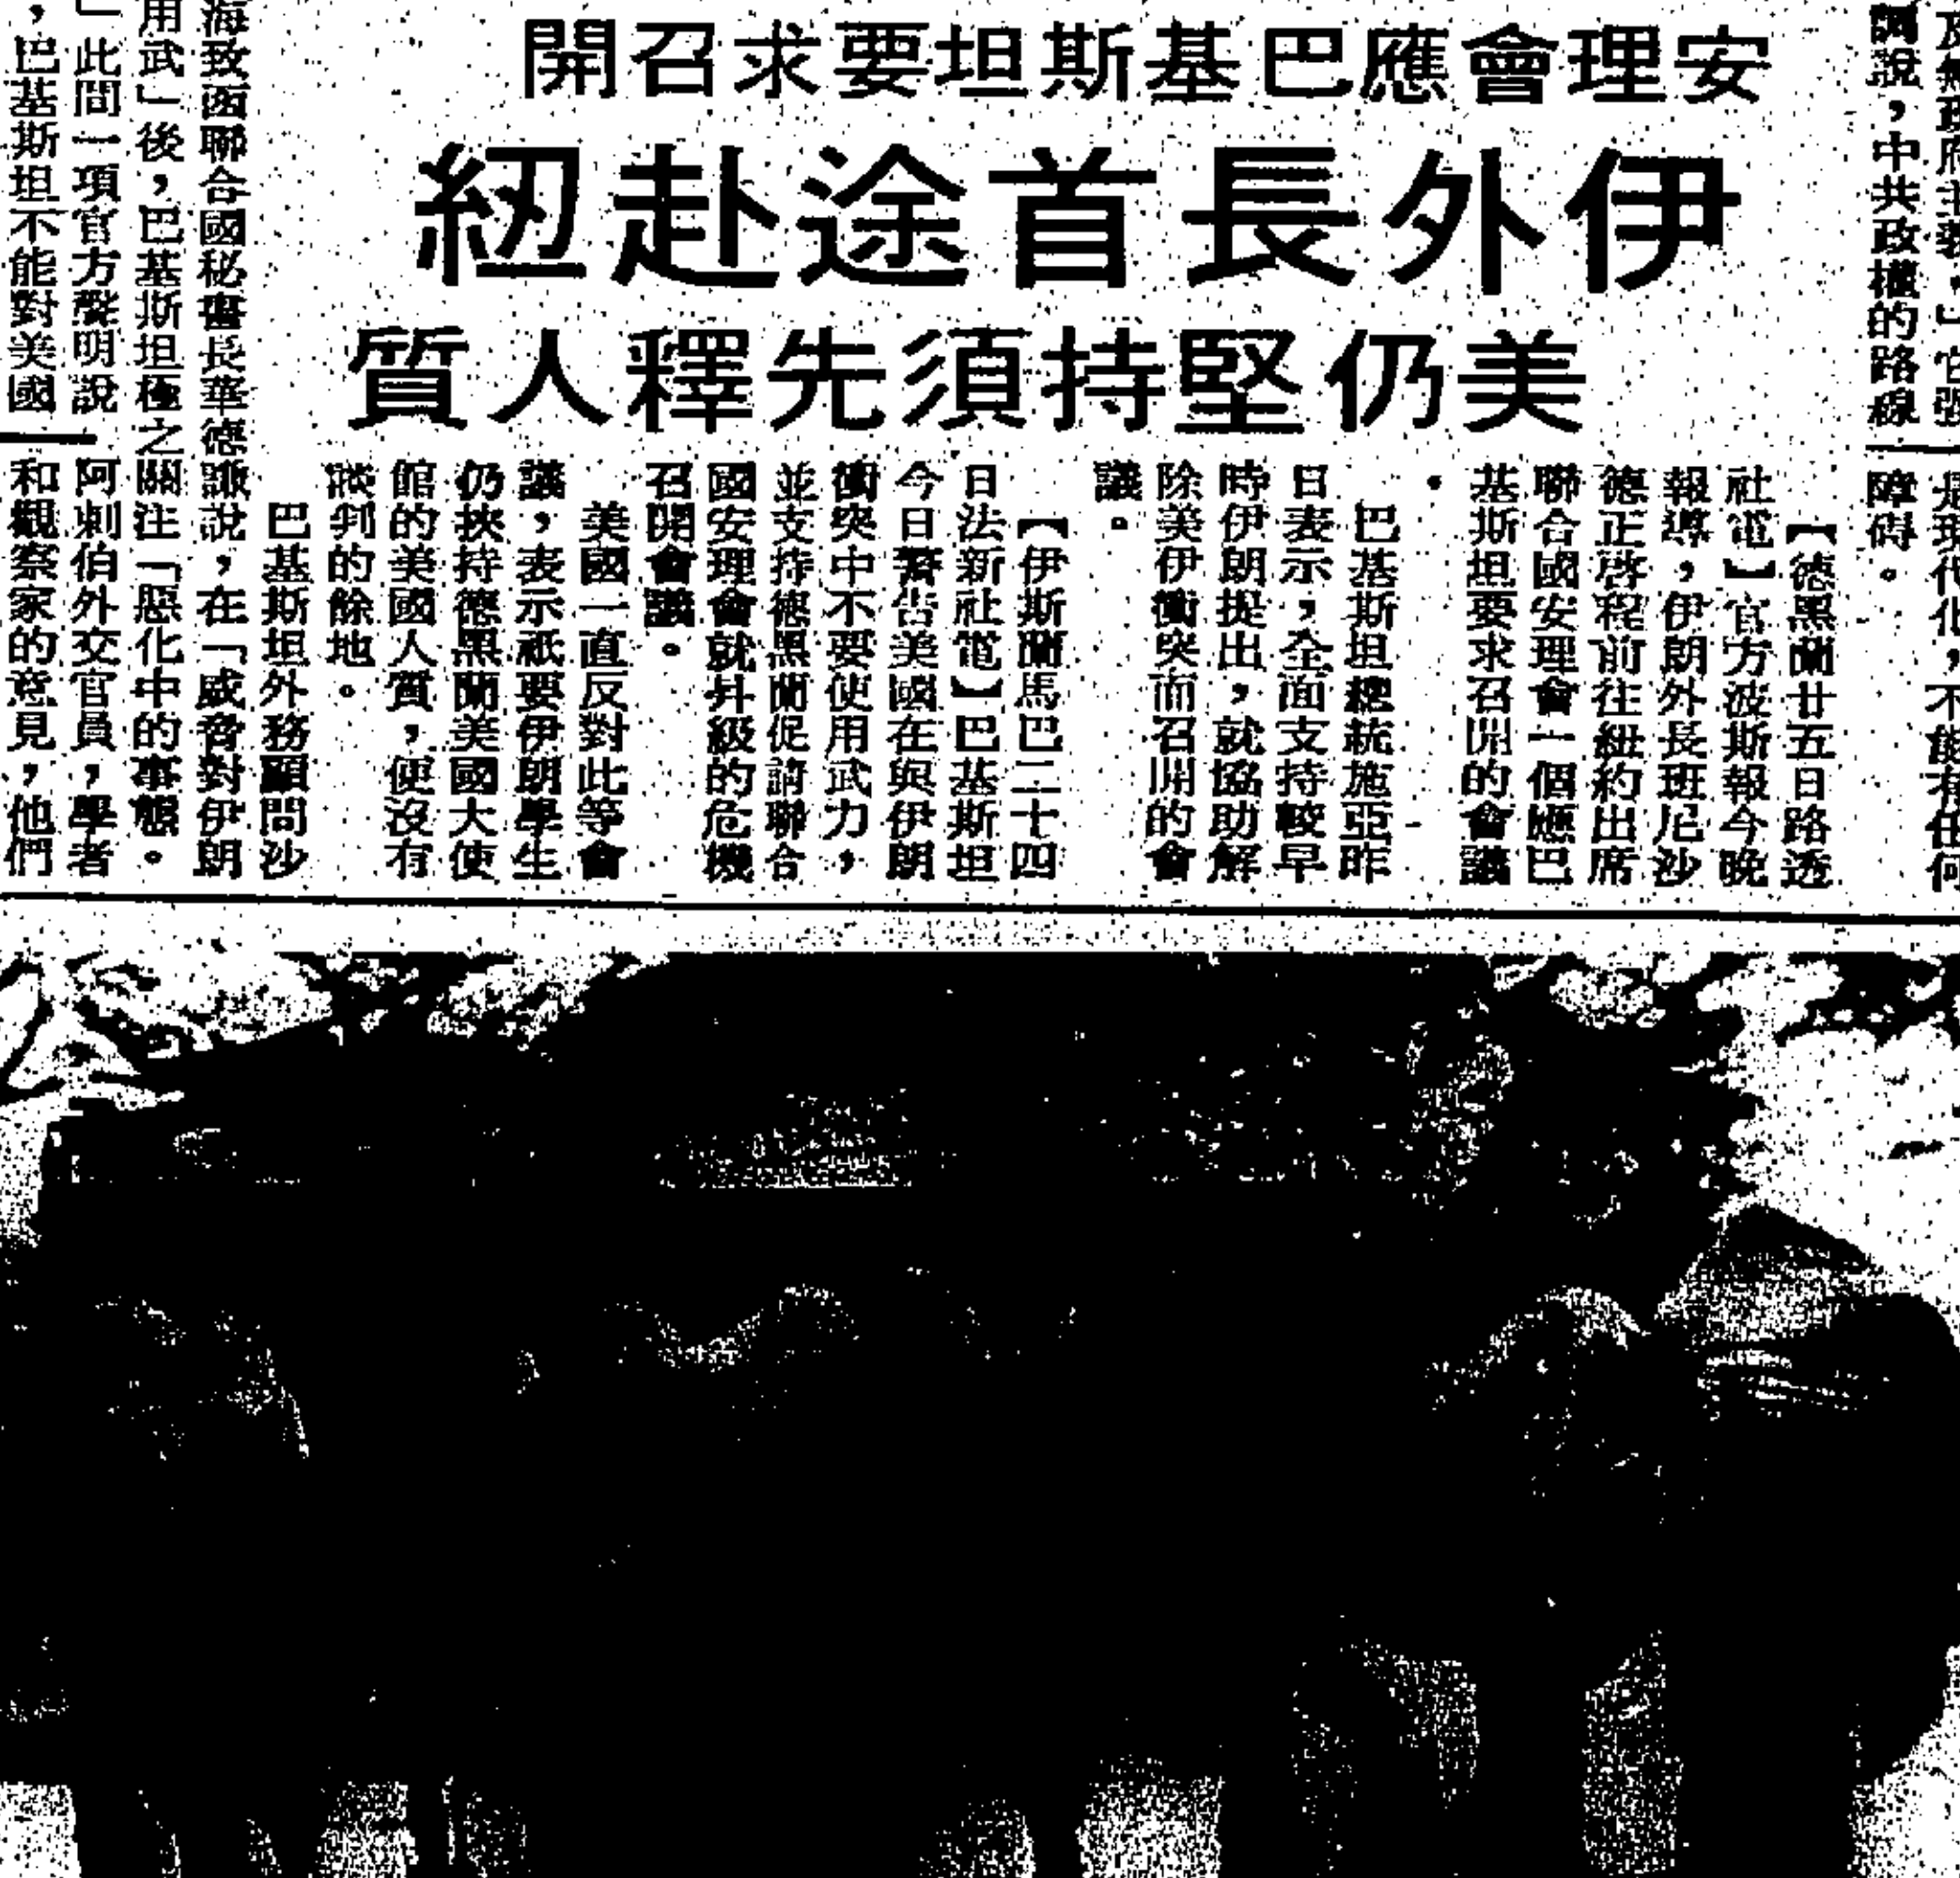 安理會應巴基斯坦要求召開
伊外長首途赴紐
美仍堅持須先釋人質
調說，中共政權的路線
障碍。
【德黑蘭廿五日路透
社電】官方波斯報今晚
報導，伊朗外長班尼沙
德正啓程前往紐約出席
聯合國安理會一個應巴
基斯坦要求召開的會議
。
巴基斯坦總統施亞昨
日表示，全面支持較早
時伊朗提出，就協助解
除美伊衝突而召開的會
議。
【伊斯蘭馬巴二十四
日法新社電】巴基斯坦
今日警告美國在與伊朗
衝突中不要使用武力，
並支持德黑蘭促請聯合
國安理會就昇級的危機
召開會議。
美國一直反對此等會
議，表示祇要伊朗學生
仍挾持德黑蘭美國大使
館的美國人質，便沒有
談判的餘地。
巴基斯坦外務顧問沙
海致函聯合國秘書長華德謙說，在「威脅對伊朗
用武」後，巴基斯坦極之關注「惡化中的事態。
」此間一項官方聲明說
，巴基斯坦不能對美國
阿剌伯外交官員，學者
和觀察家的意見，他們